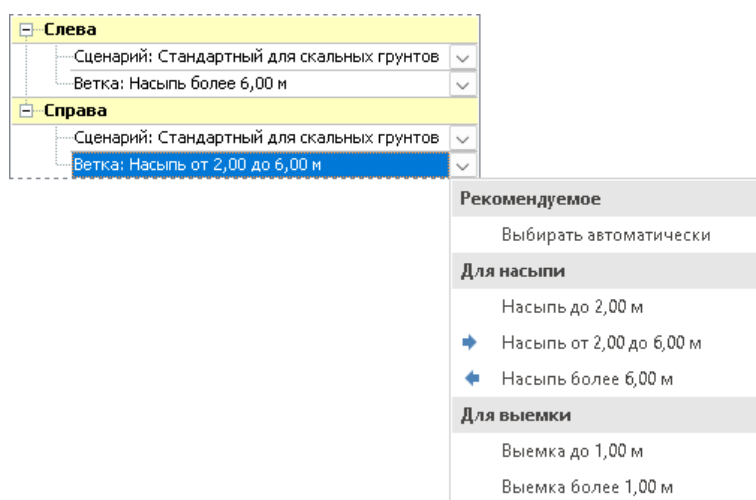 Слева
Сценарий: Стандартный для скальных грунтов
Ветка: Насыпь более 6,00 м
Справа
Сценарий: Стандартный для скальных грунтов
Ветка: Насыпь от 2,00 до 6,00 м
Рекомендуемое
Выбирать автоматически
Для насыпи
Насыпь до 2,00 м
Насыпь от 2,00 до 6,00 м
Насыпь более 6,00 м
Для выемки
Выемка до 1,00 м
Выемка более 1,00 м